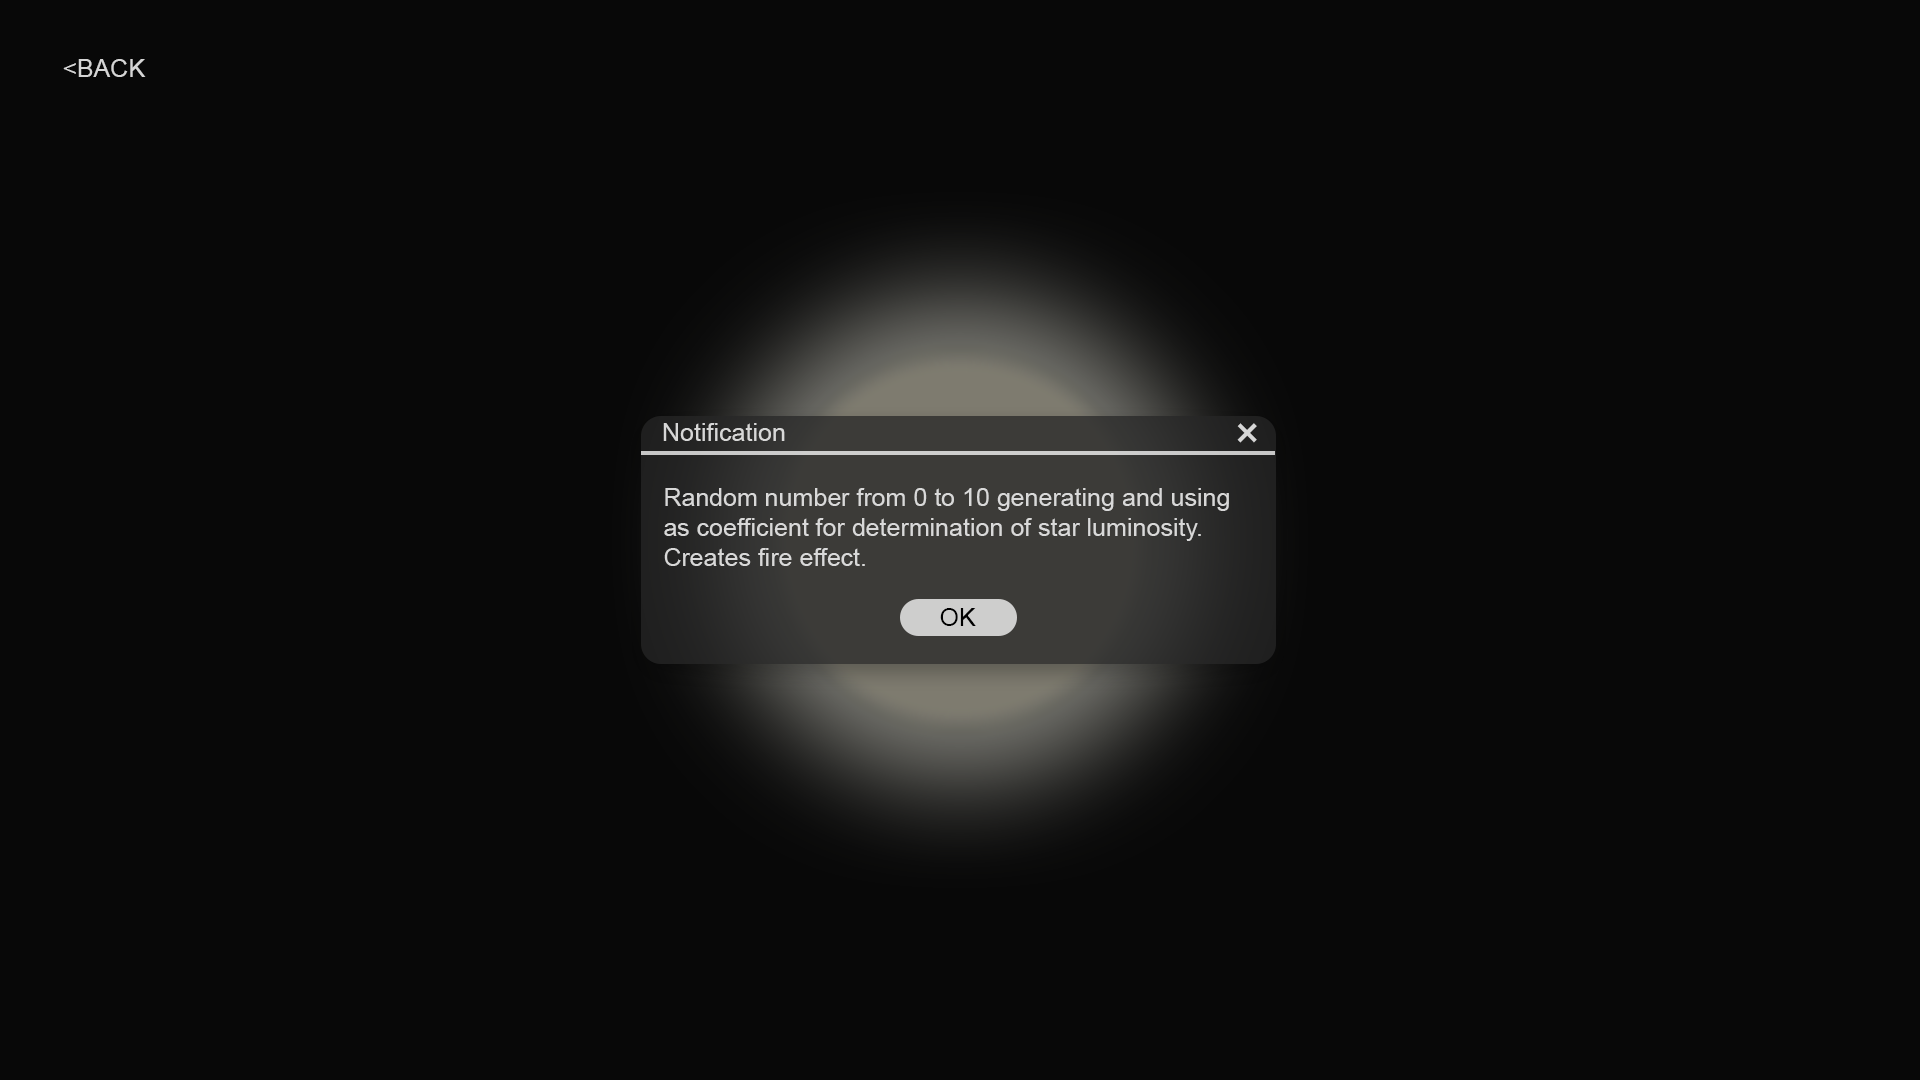 <BACK
Notification
Random number from 0 to 10 generating and using
as coefficient for determination of star luminosity.
Creates fire effect.
OK